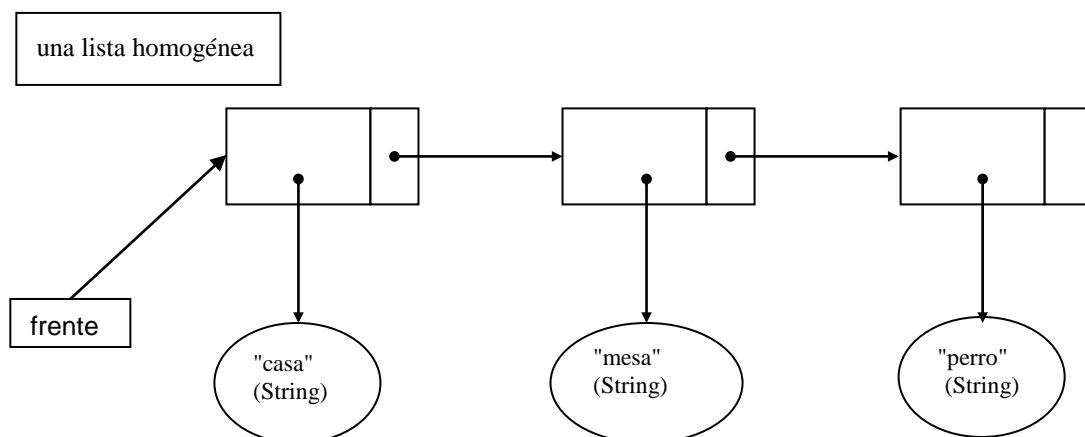 una lista homogénea
frente
"casa"
(String)
"mesa"
(String)
"perro"
(String)